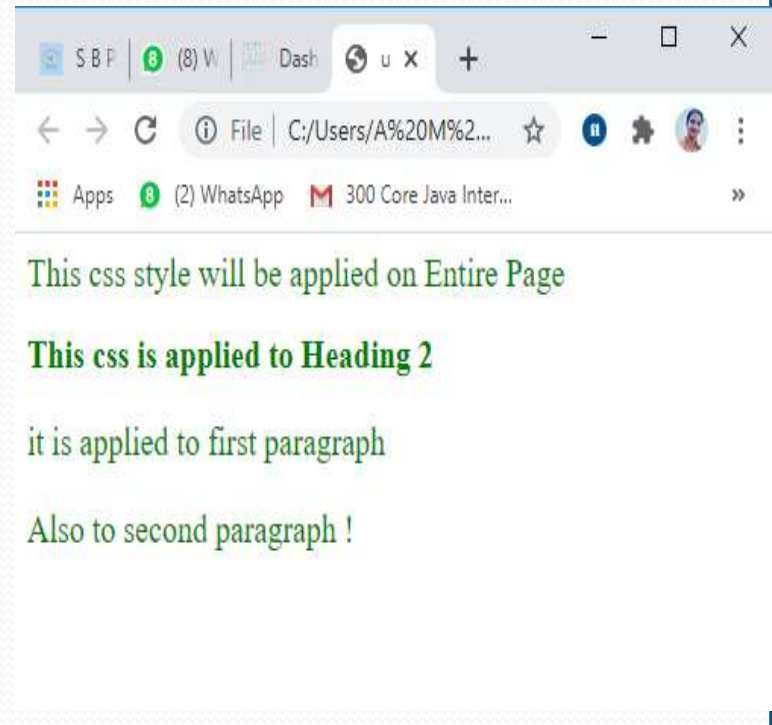 S B P (8) W Dash u
File C:/Users/A%20M%2...
Apps (2) WhatsApp 300 Core Java Inter...
This css style will be applied on Entire Page
This css is applied to Heading 2
it is applied to first paragraph
Also to second paragraph !